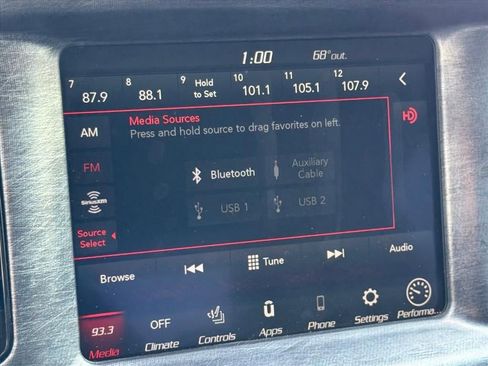 1:00 68° out.
7 8 9 10 11 12
87.9 88.1 Hold to Set 101.1 105.1 107.9
AM
FM
SiriusXM
Source
Select
Media Sources
Press and hold source to drag favorites on left.
Bluetooth
Auxiliary
Cable
USB 1 USB 2
HD
Browse Tune Audio
93.3 OFF
Media Climate Controls Apps Phone Settings Performa...